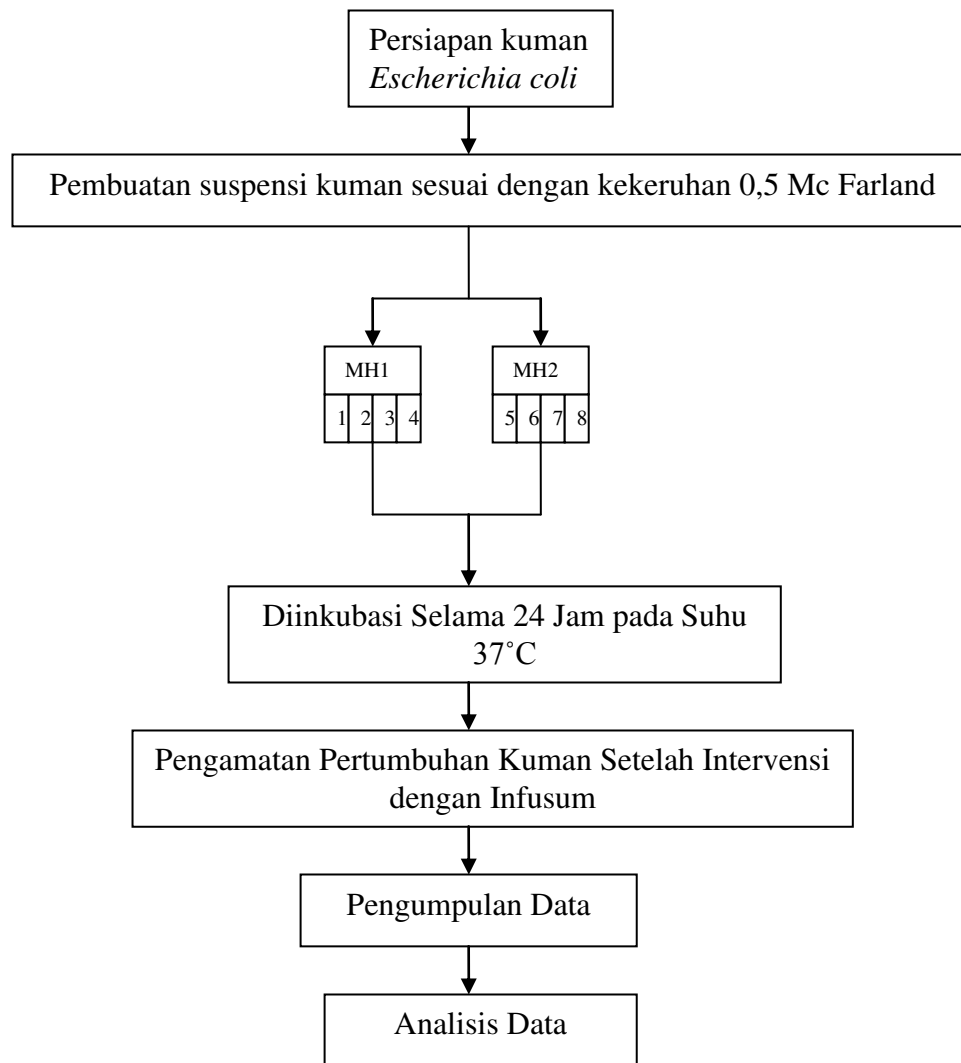 Persiapan kuman
Escherichia coli
Pembuatan suspensi kuman sesuai dengan kekeruhan 0,5 Mc Farland
MH1
MH2
1 2 3 4
5 6 7 8
Diinkubasi Selama 24 Jam pada Suhu
37˚C
Pengamatan Pertumbuhan Kuman Setelah Intervensi
dengan Infusum
Pengumpulan Data
Analisis Data